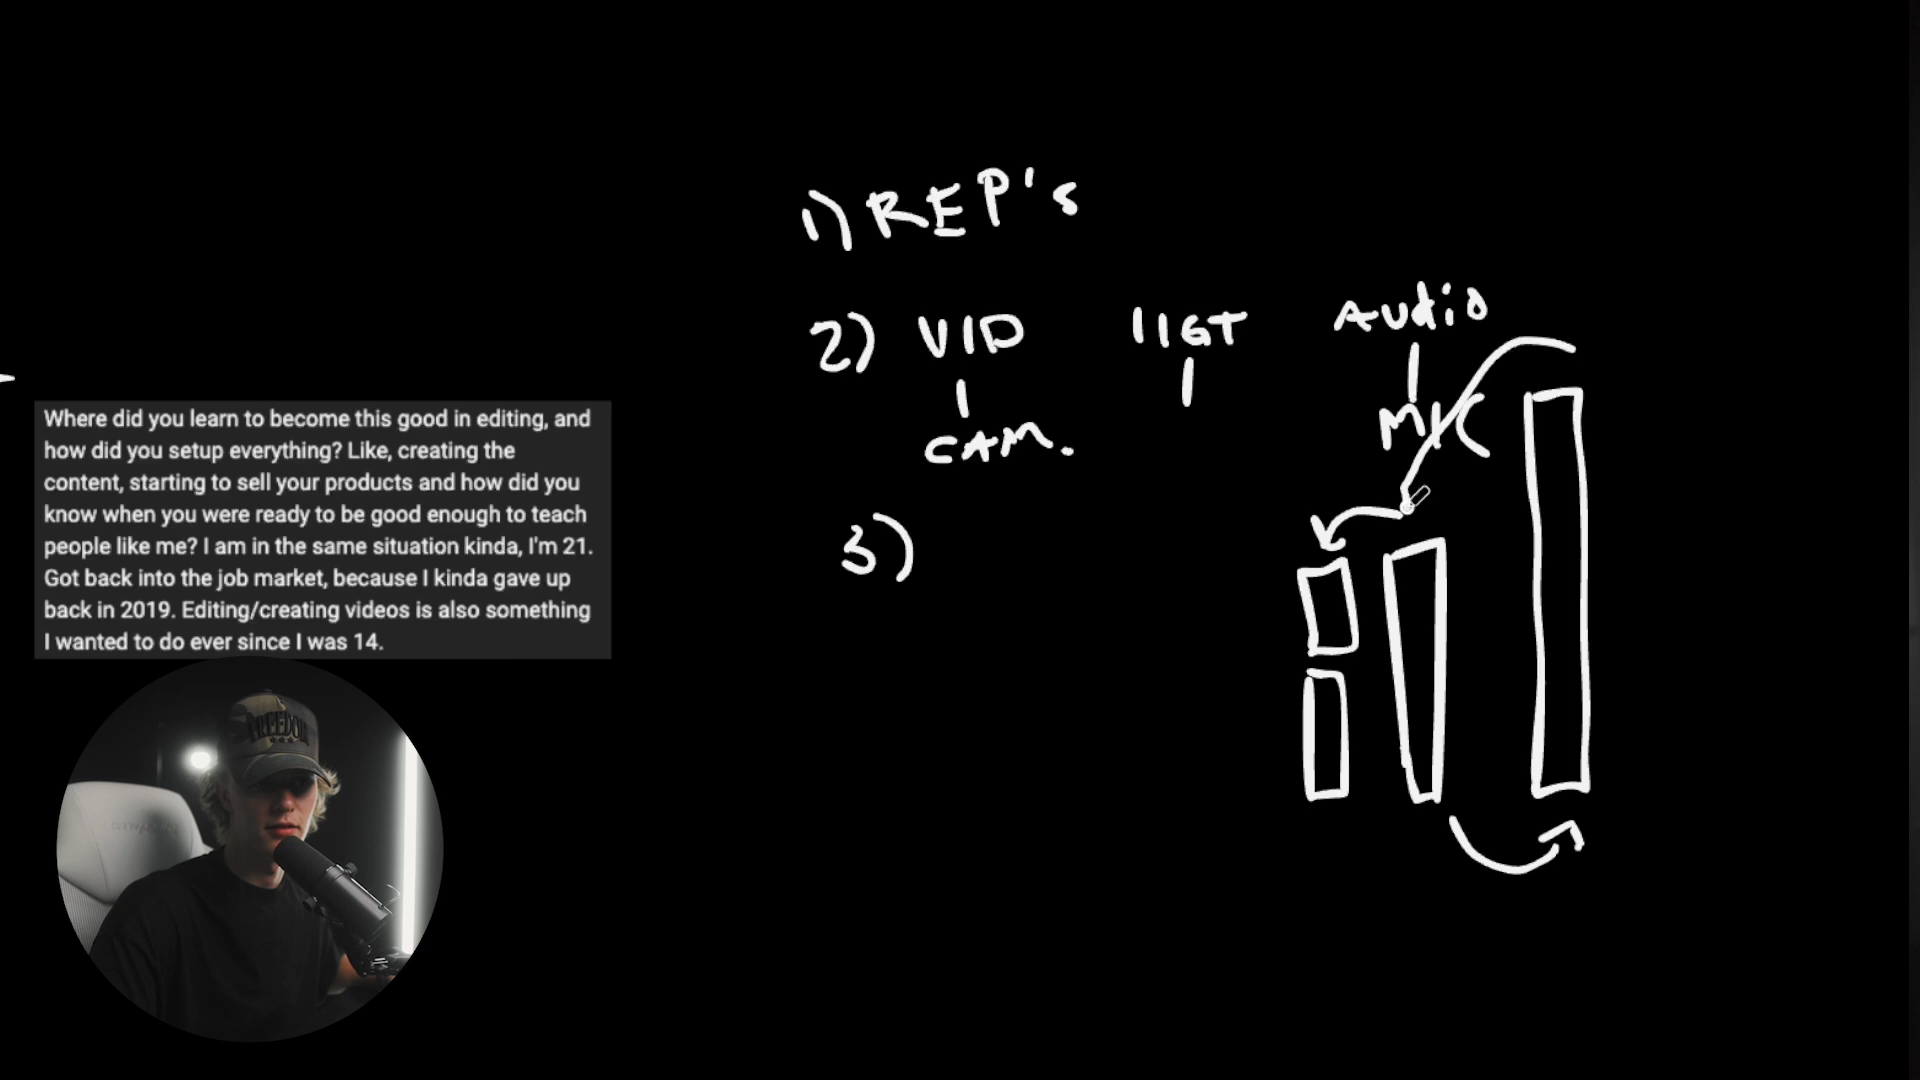 1) REP's
2) VID LIGT Audio
CAM. MIC
3)
Where did you learn to become this good in editing, and
how did you setup everything? Like, creating the
content, starting to sell your products and how did you
know when you were ready to be good enough to teach
people like me? I am in the same situation kinda, I'm 21.
Got back into the job market, because I kinda gave up
back in 2019. Editing/creating videos is also something
I wanted to do ever since I was 14.
FREEDOM